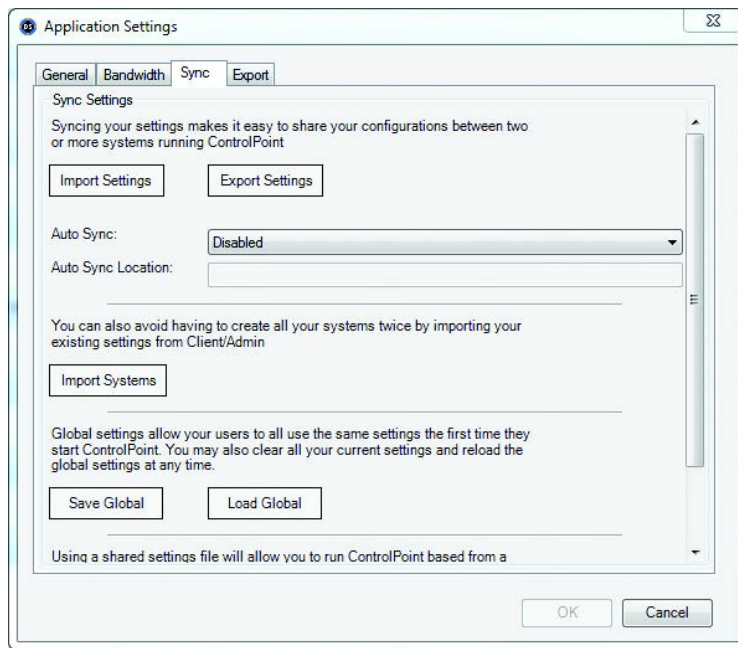 DS
Application Settings
General
Bandwidth
Sync
Export
Sync Settings
Syncing your settings makes it easy to share your configurations between two
or more systems running ControlPoint
Import Settings
Export Settings
Auto Sync:
Disabled
Auto Sync Location:
You can also avoid having to create all your systems twice by importing your
existing settings from Client/Admin
Import Systems
Global settings allow your users to all use the same settings the first time they
start ControlPoint. You may also clear all your current settings and reload the
global settings at any time.
Save Global
Load Global
Using a shared settings file will allow you to run ControlPoint based from a
OK
Cancel